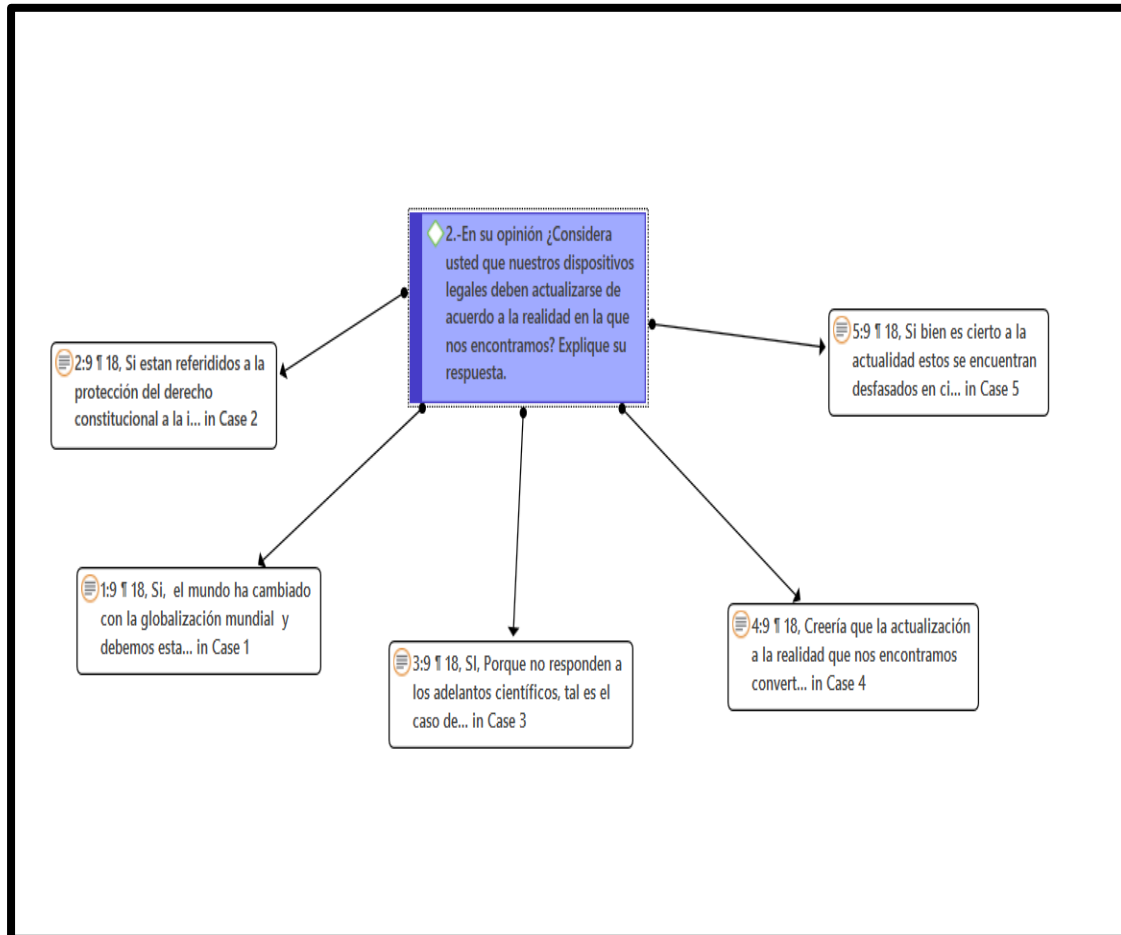 2.-En su opinión ¿Considera
usted que nuestros dispositivos
legales deben actualizarse de
acuerdo a la realidad en la que
nos encontramos? Explique su
respuesta.
5:9 ¶ 18, Si bien es cierto a la
actualidad estos se encuentran
desfasados en ci... in Case 5
2:9 ¶ 18, Si estan referididos a la
protección del derecho
constitucional a la i... in Case 2
1:9 ¶ 18, Si,  el mundo ha cambiado
con la globalización mundial  y
debemos esta... in Case 1
3:9 ¶ 18, SI, Porque no responden a
los adelantos científicos, tal es el
caso de... in Case 3
4:9 ¶ 18, Creería que la actualización
a la realidad que nos encontramos
convert... in Case 4